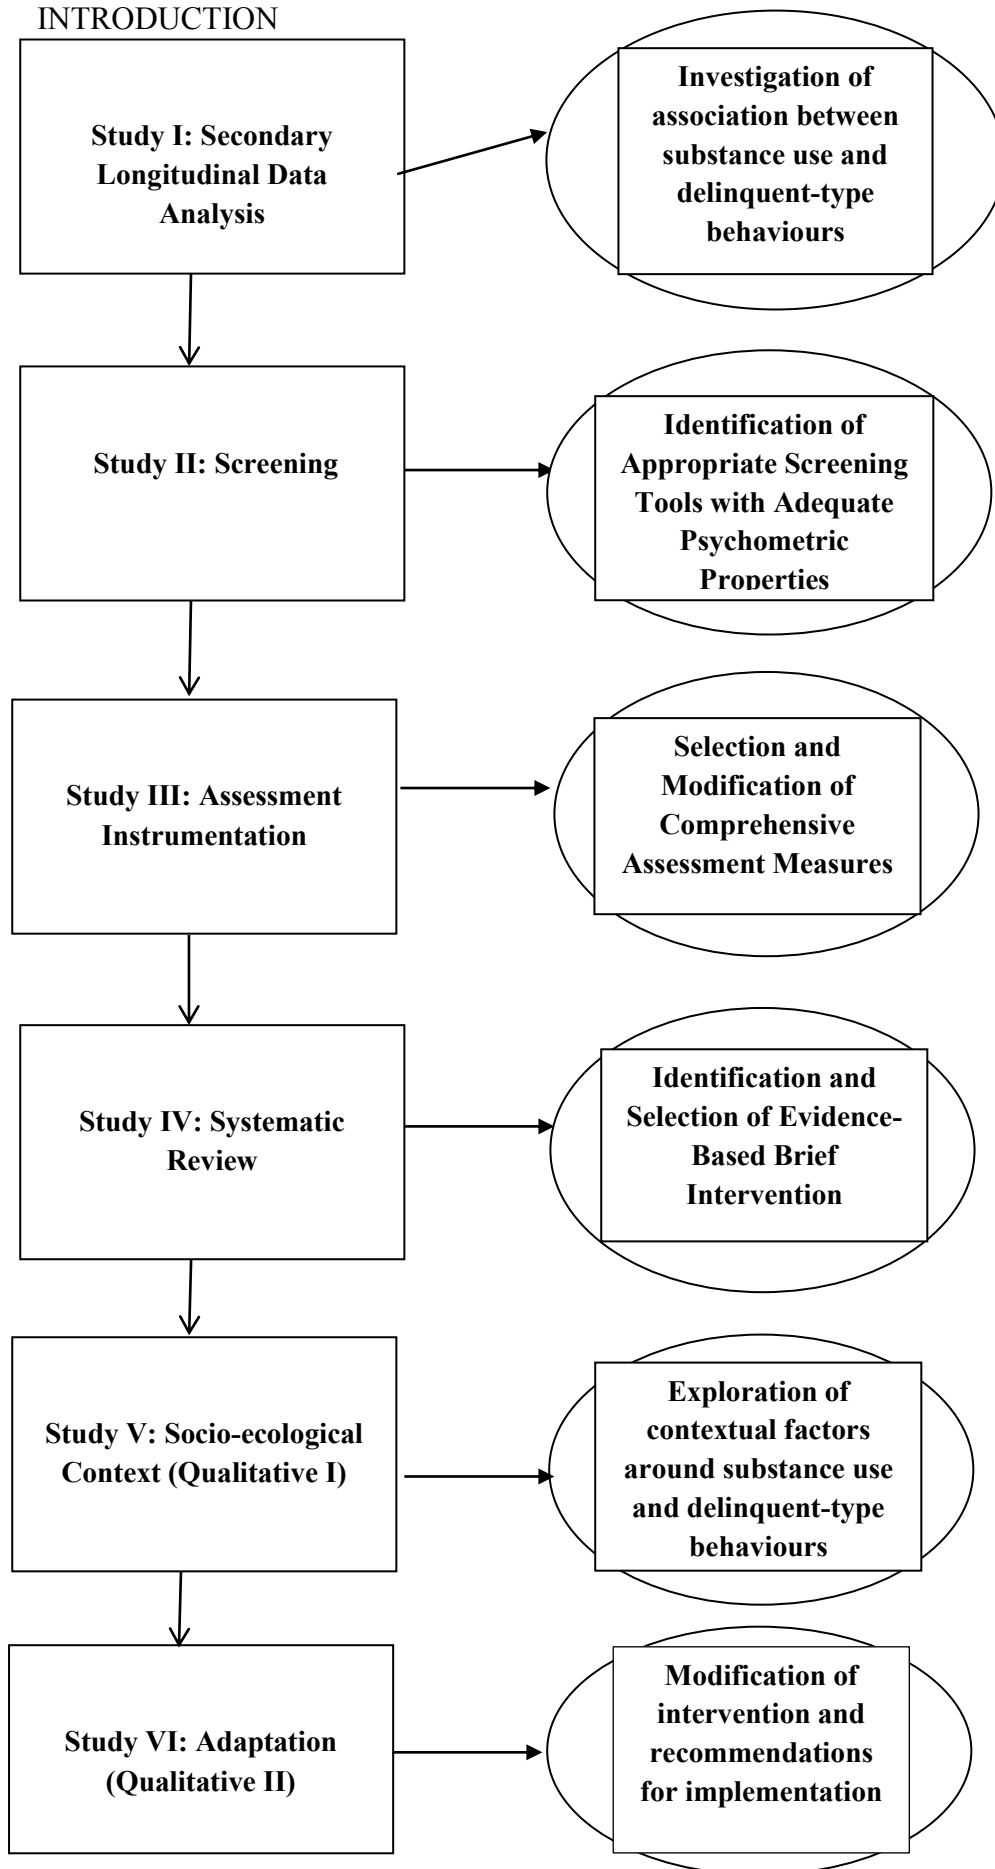 INTRODUCTION
Study I: Secondary
Longitudinal Data
Analysis
Investigation of
association between
substance use and
delinquent-type
behaviours
Study II: Screening
Identification of
Appropriate Screening
Tools with Adequate
Psychometric
Properties
Study III: Assessment
Instrumentation
Selection and
Modification of
Comprehensive
Assessment Measures
Study IV: Systematic
Review
Identification and
Selection of Evidence-
Based Brief
Intervention
Study V: Socio-ecological
Context (Qualitative I)
Exploration of
contextual factors
around substance use
and delinquent-type
behaviours
Study VI: Adaptation
(Qualitative II)
Modification of
intervention and
recommendations
for implementation